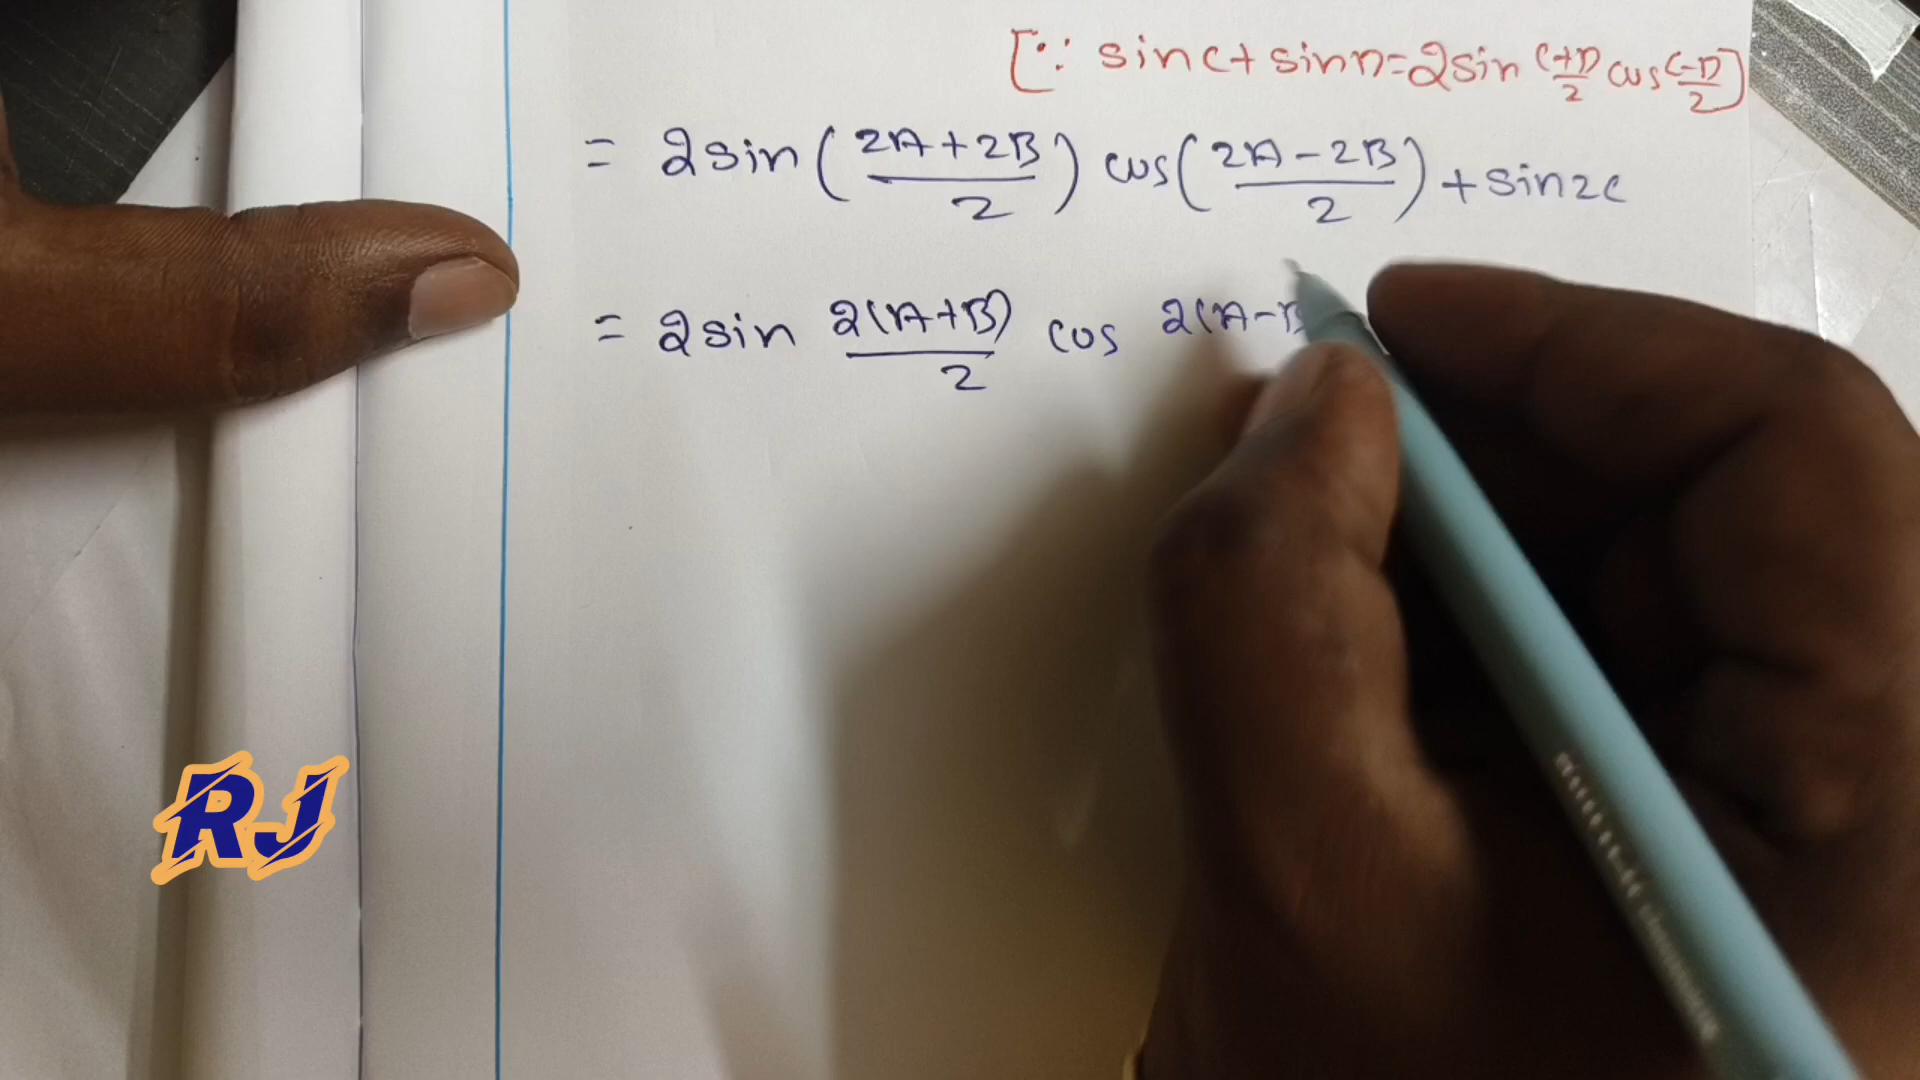 [∵ sinc + sinD = 2sin (C+D)/2 cos (C-D)/2]
= 2sin ( (2A+2B)/2 ) cos ( (2A-2B)/2 ) + sin2C
= 2sin 2(A+B)/2 cos 2(A-B
RJ